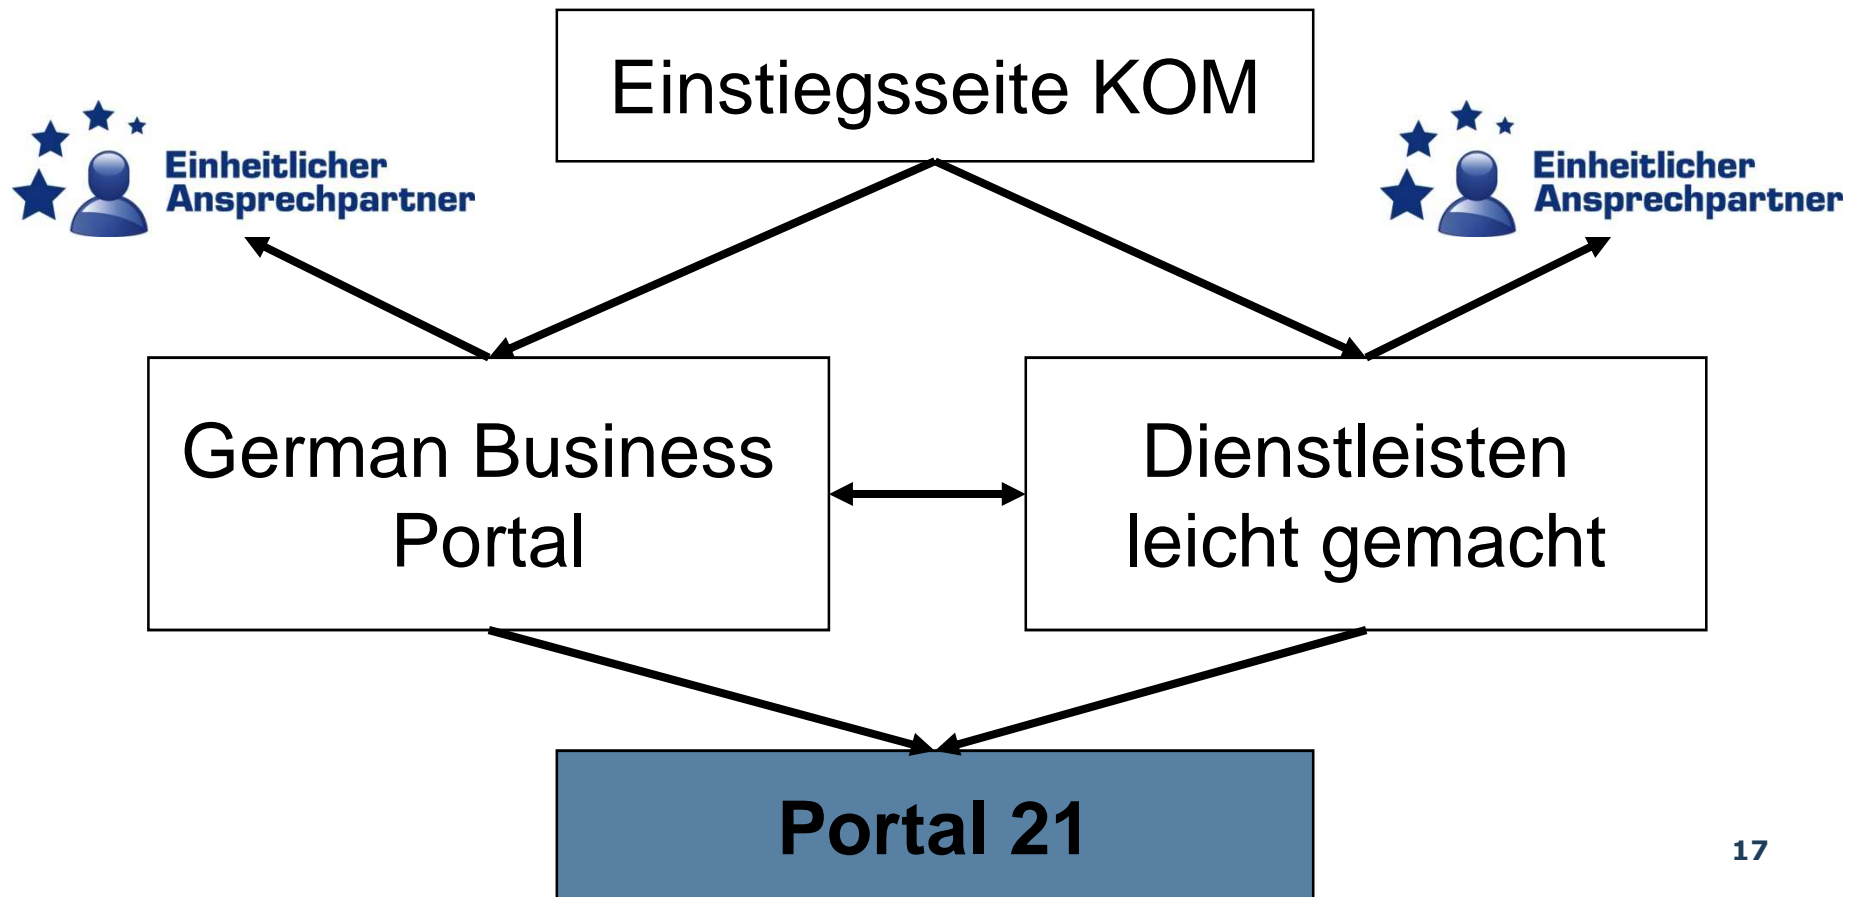 Einstiegsseite KOM
Einheitlicher
Ansprechpartner
Einheitlicher
Ansprechpartner
German Business
Portal
Dienstleisten
leicht gemacht
Portal 21
17